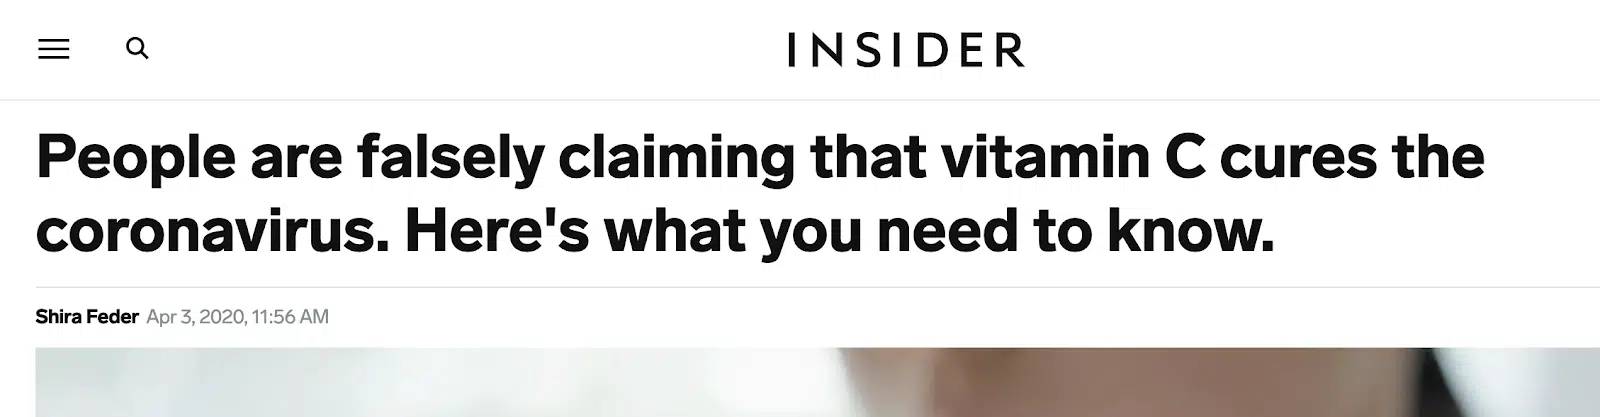 INSIDER
People are falsely claiming that vitamin C cures the
coronavirus. Here's what you need to know.
Shira Feder Apr 3, 2020, 11:56 AM